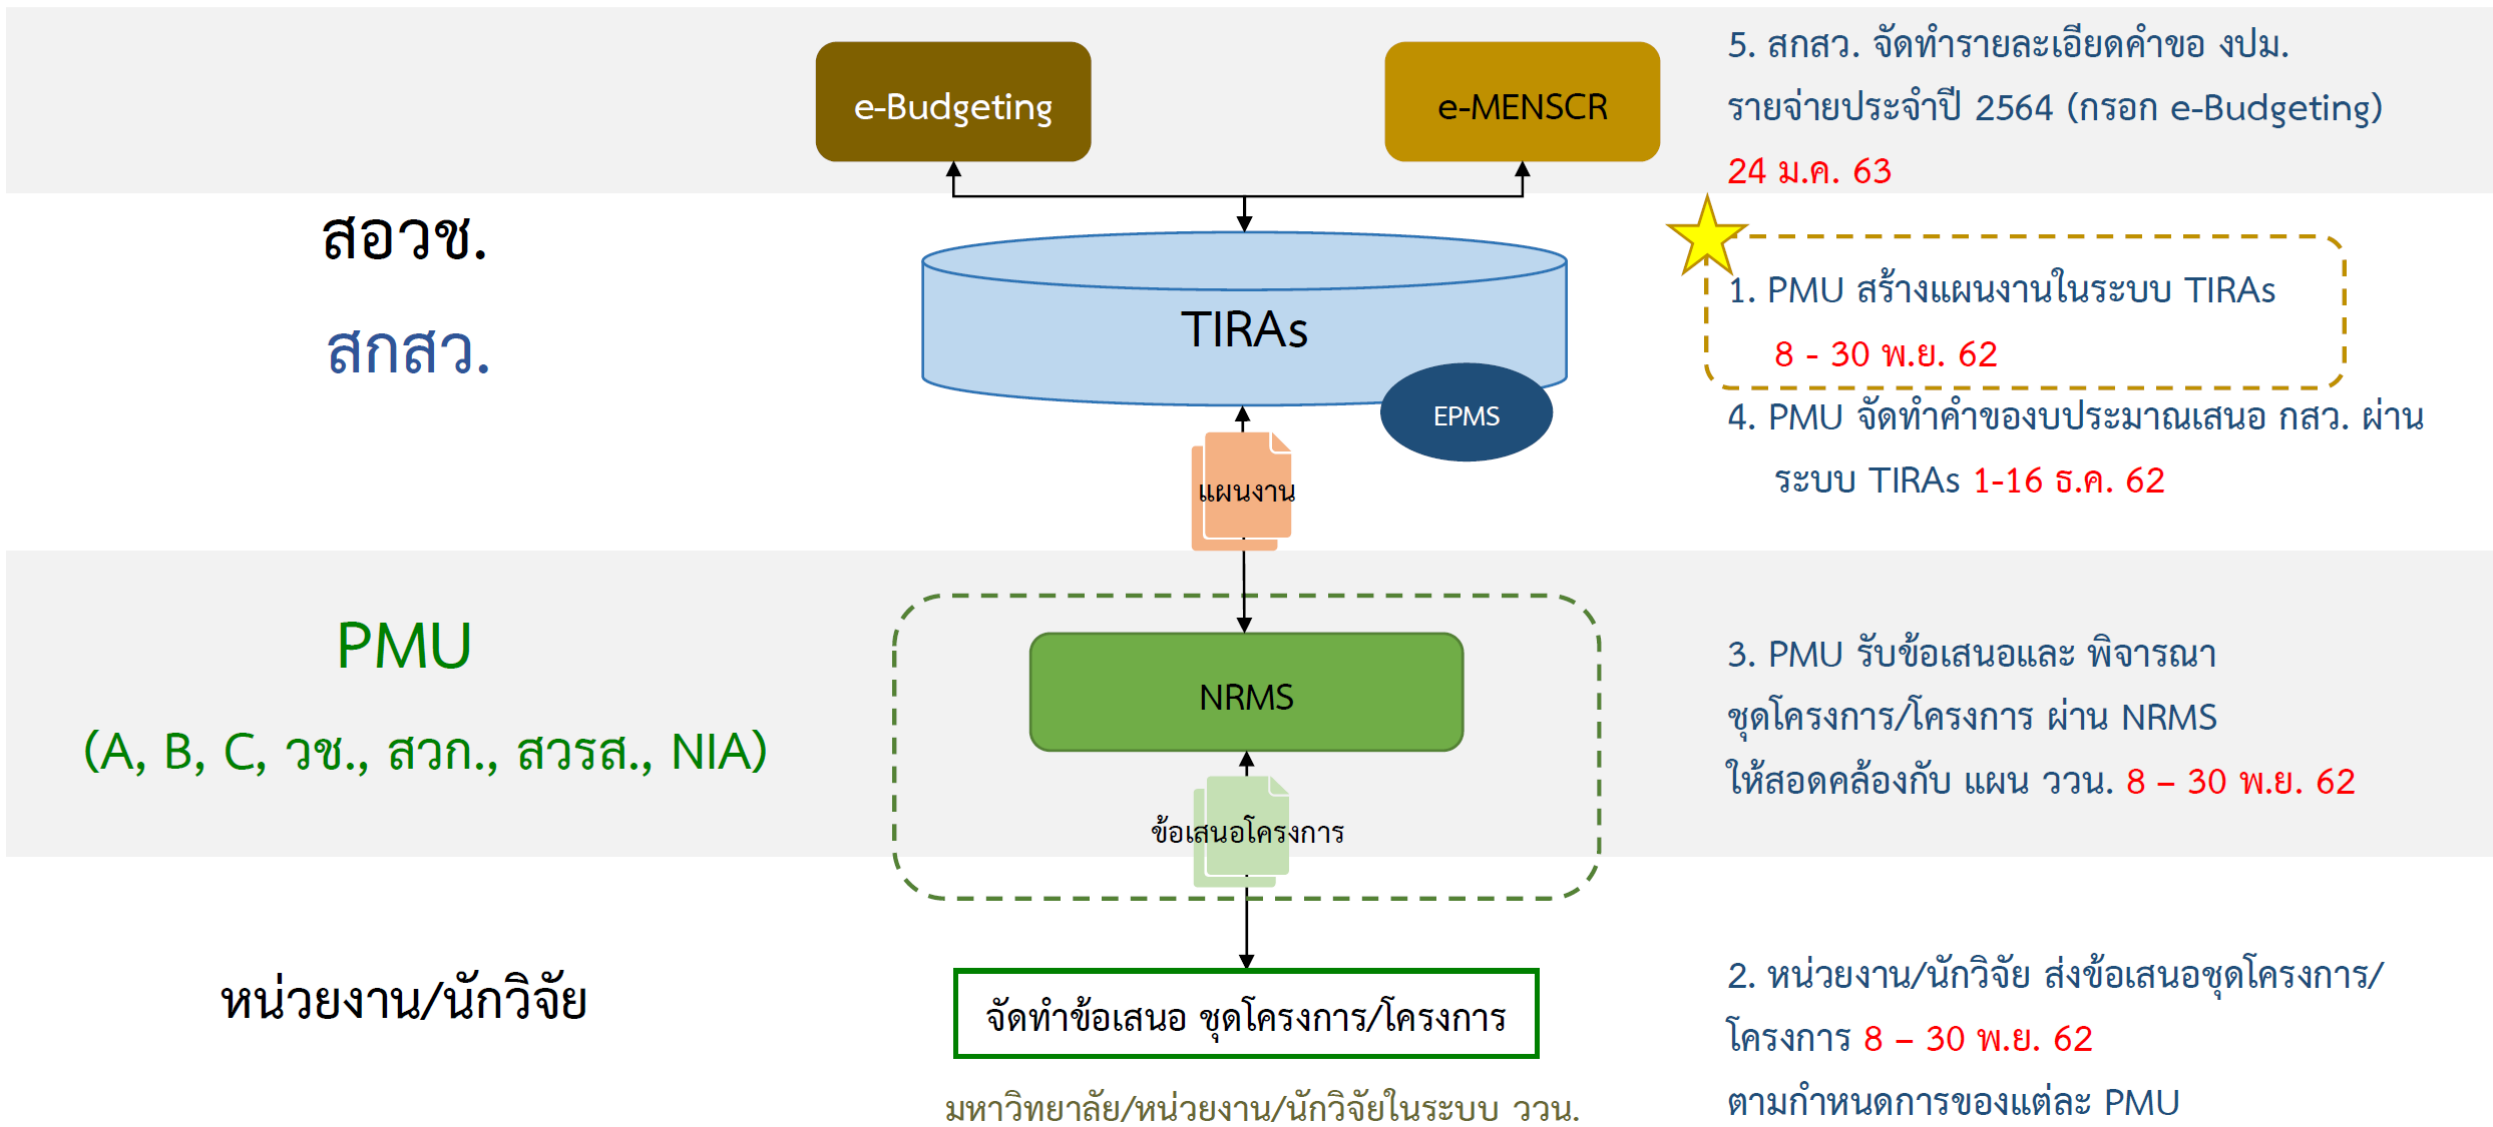 e-Budgeting
e-MENSCR
5. สกสว. จัดทำรายละเอียดคำขอ งปม.
รายจ่ายประจำปี 2564 (กรอก e-Budgeting)
24 ม.ค. 63
สอวช.
สกสว.
TIRAs
EPMS
แผนงาน
1. PMU สร้างแผนงานในระบบ TIRAs
8 - 30 พ.ย. 62
4. PMU จัดทำคำของบประมาณเสนอ กสว. ผ่าน
ระบบ TIRAs 1-16 ธ.ค. 62
PMU
(A, B, C, วช., สวก., สวรส., NIA)
NRMS
ข้อเสนอโครงการ
3. PMU รับข้อเสนอและ พิจารณา
ชุดโครงการ/โครงการ ผ่าน NRMS
ให้สอดคล้องกับ แผน ววน. 8 – 30 พ.ย. 62
หน่วยงาน/นักวิจัย
จัดทำข้อเสนอ ชุดโครงการ/โครงการ
มหาวิทยาลัย/หน่วยงาน/นักวิจัยในระบบ ววน.
2. หน่วยงาน/นักวิจัย ส่งข้อเสนอชุดโครงการ/
โครงการ 8 – 30 พ.ย. 62
ตามกำหนดการของแต่ละ PMU